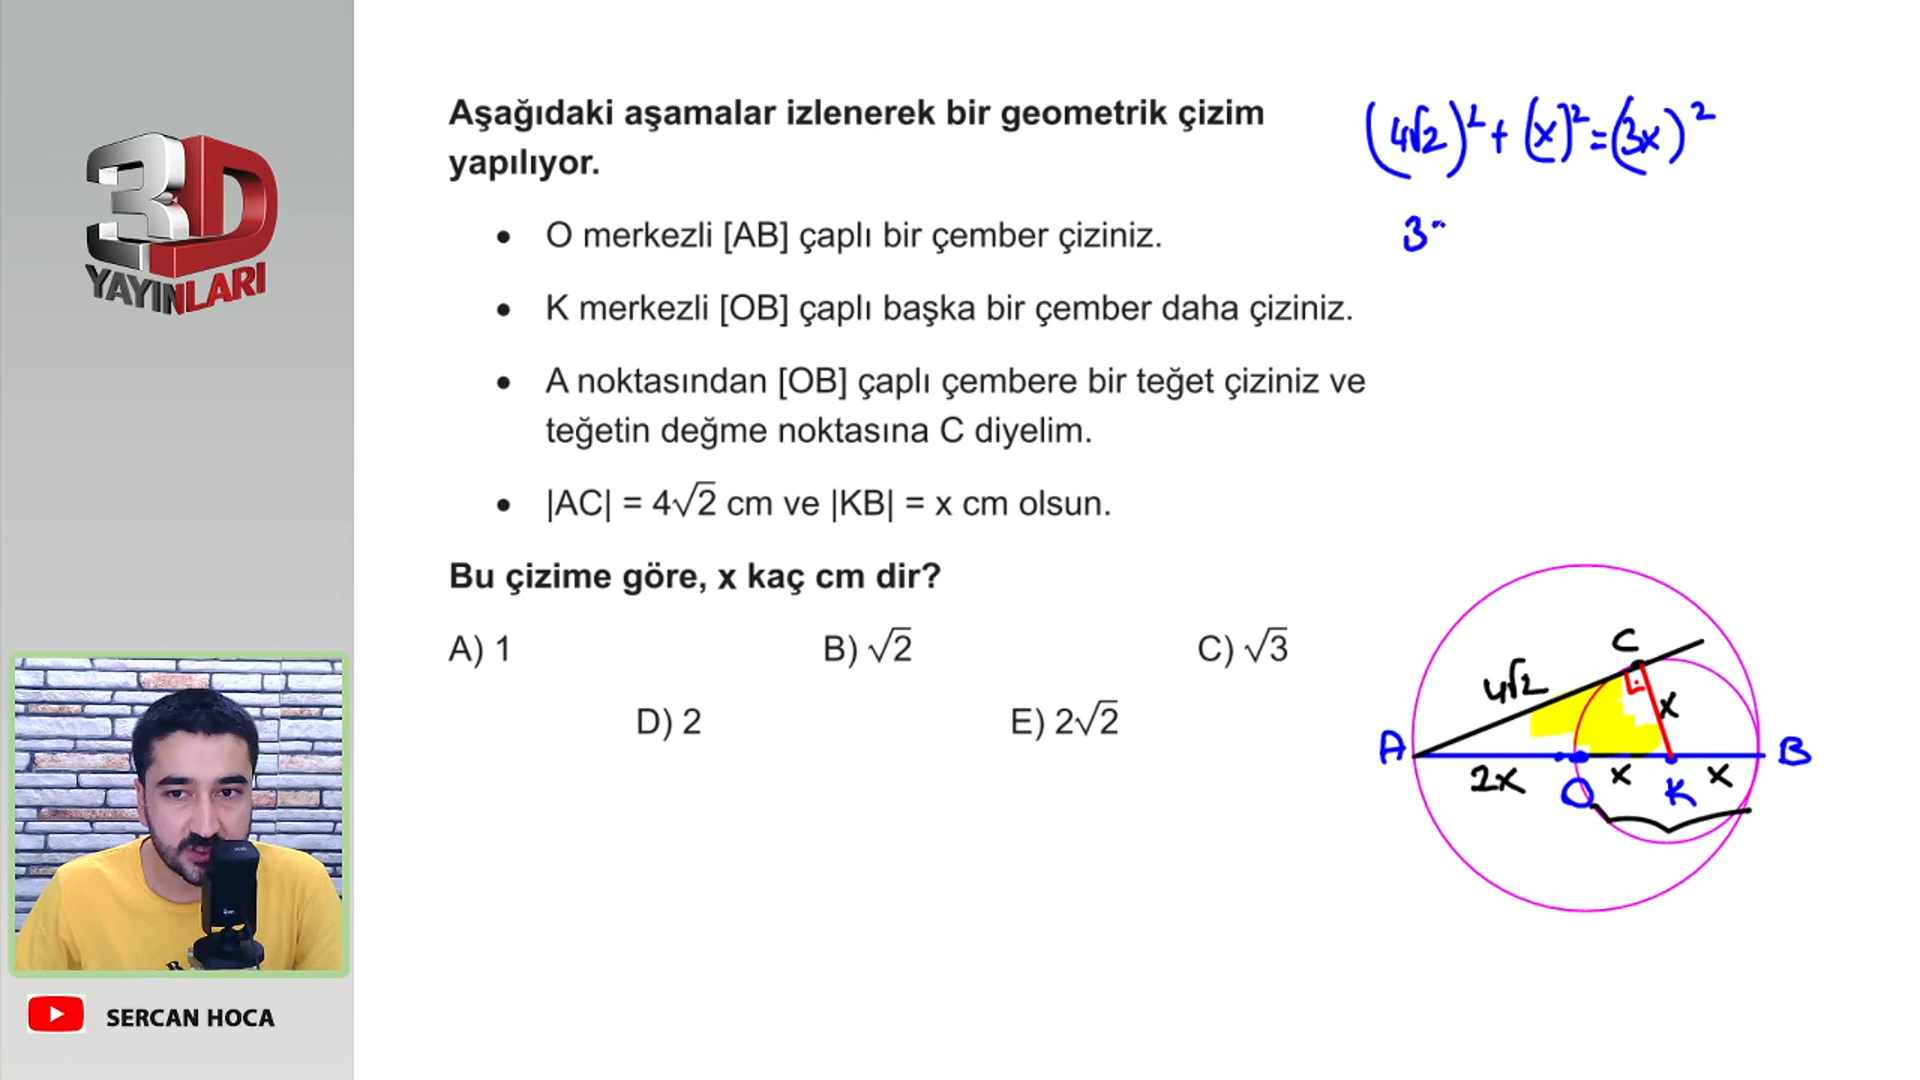 3D
YAYINLARI
Aşağıdaki aşamalar izlenerek bir geometrik çizim
yapılıyor.
• O merkezli [AB] çaplı bir çember çiziniz.
• K merkezli [OB] çaplı başka bir çember daha çiziniz.
• A noktasından [OB] çaplı çembere bir teğet çiziniz ve
teğetin değme noktasına C diyelim.
• |AC| = 4√2 cm ve |KB| = x cm olsun.
Bu çizime göre, x kaç cm dir?
A) 1 B) √2 C) √3
D) 2 E) 2√2
(4√2)² + (x)² = (3x)²
3
C
4√2
x
A B
2x O x K x
SERCAN HOCA